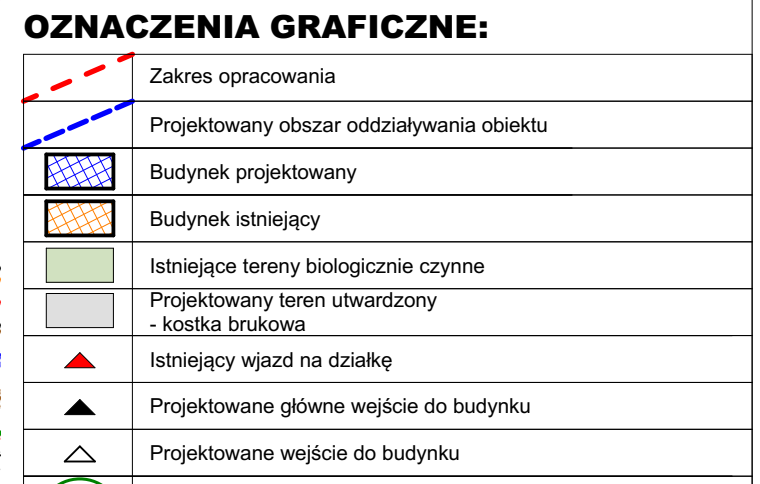 OZNACZENIA GRAFICZNE:
Zakres opracowania
Projektowany obszar oddziaływania obiektu
Budynek projektowany
Budynek istniejący
Istniejące tereny biologicznie czynne
Projektowany teren utwardzony
- kostka brukowa
Istniejący wjazd na działkę
Projektowane główne wejście do budynku
Projektowane wejście do budynku